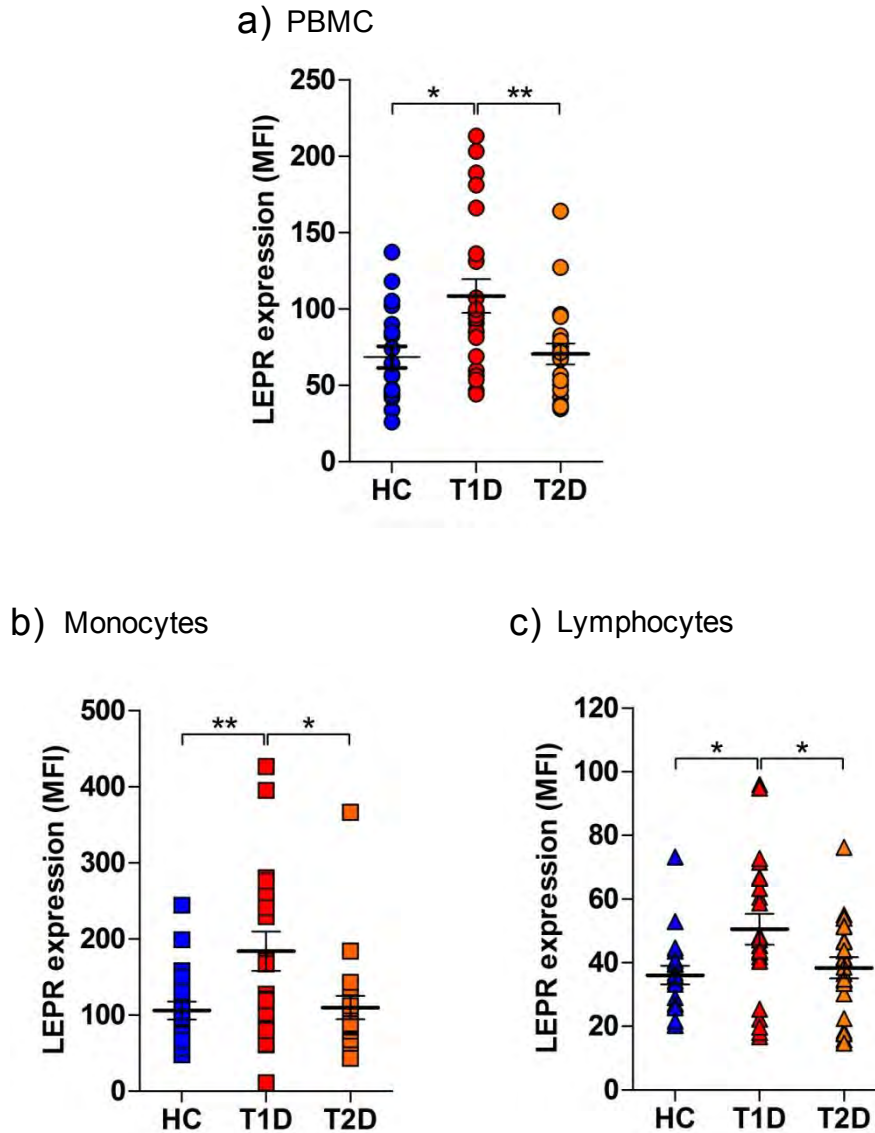 a) PBMC
LEPR expression (MFI)
250
200
150
100
50
0
* **
HC T1D T2D
b) Monocytes
LEPR expression (MFI)
500
400
300
200
100
0
** *
HC T1D T2D
c) Lymphocytes
LEPR expression (MFI)
120
100
80
60
40
20
0
* *
HC T1D T2D